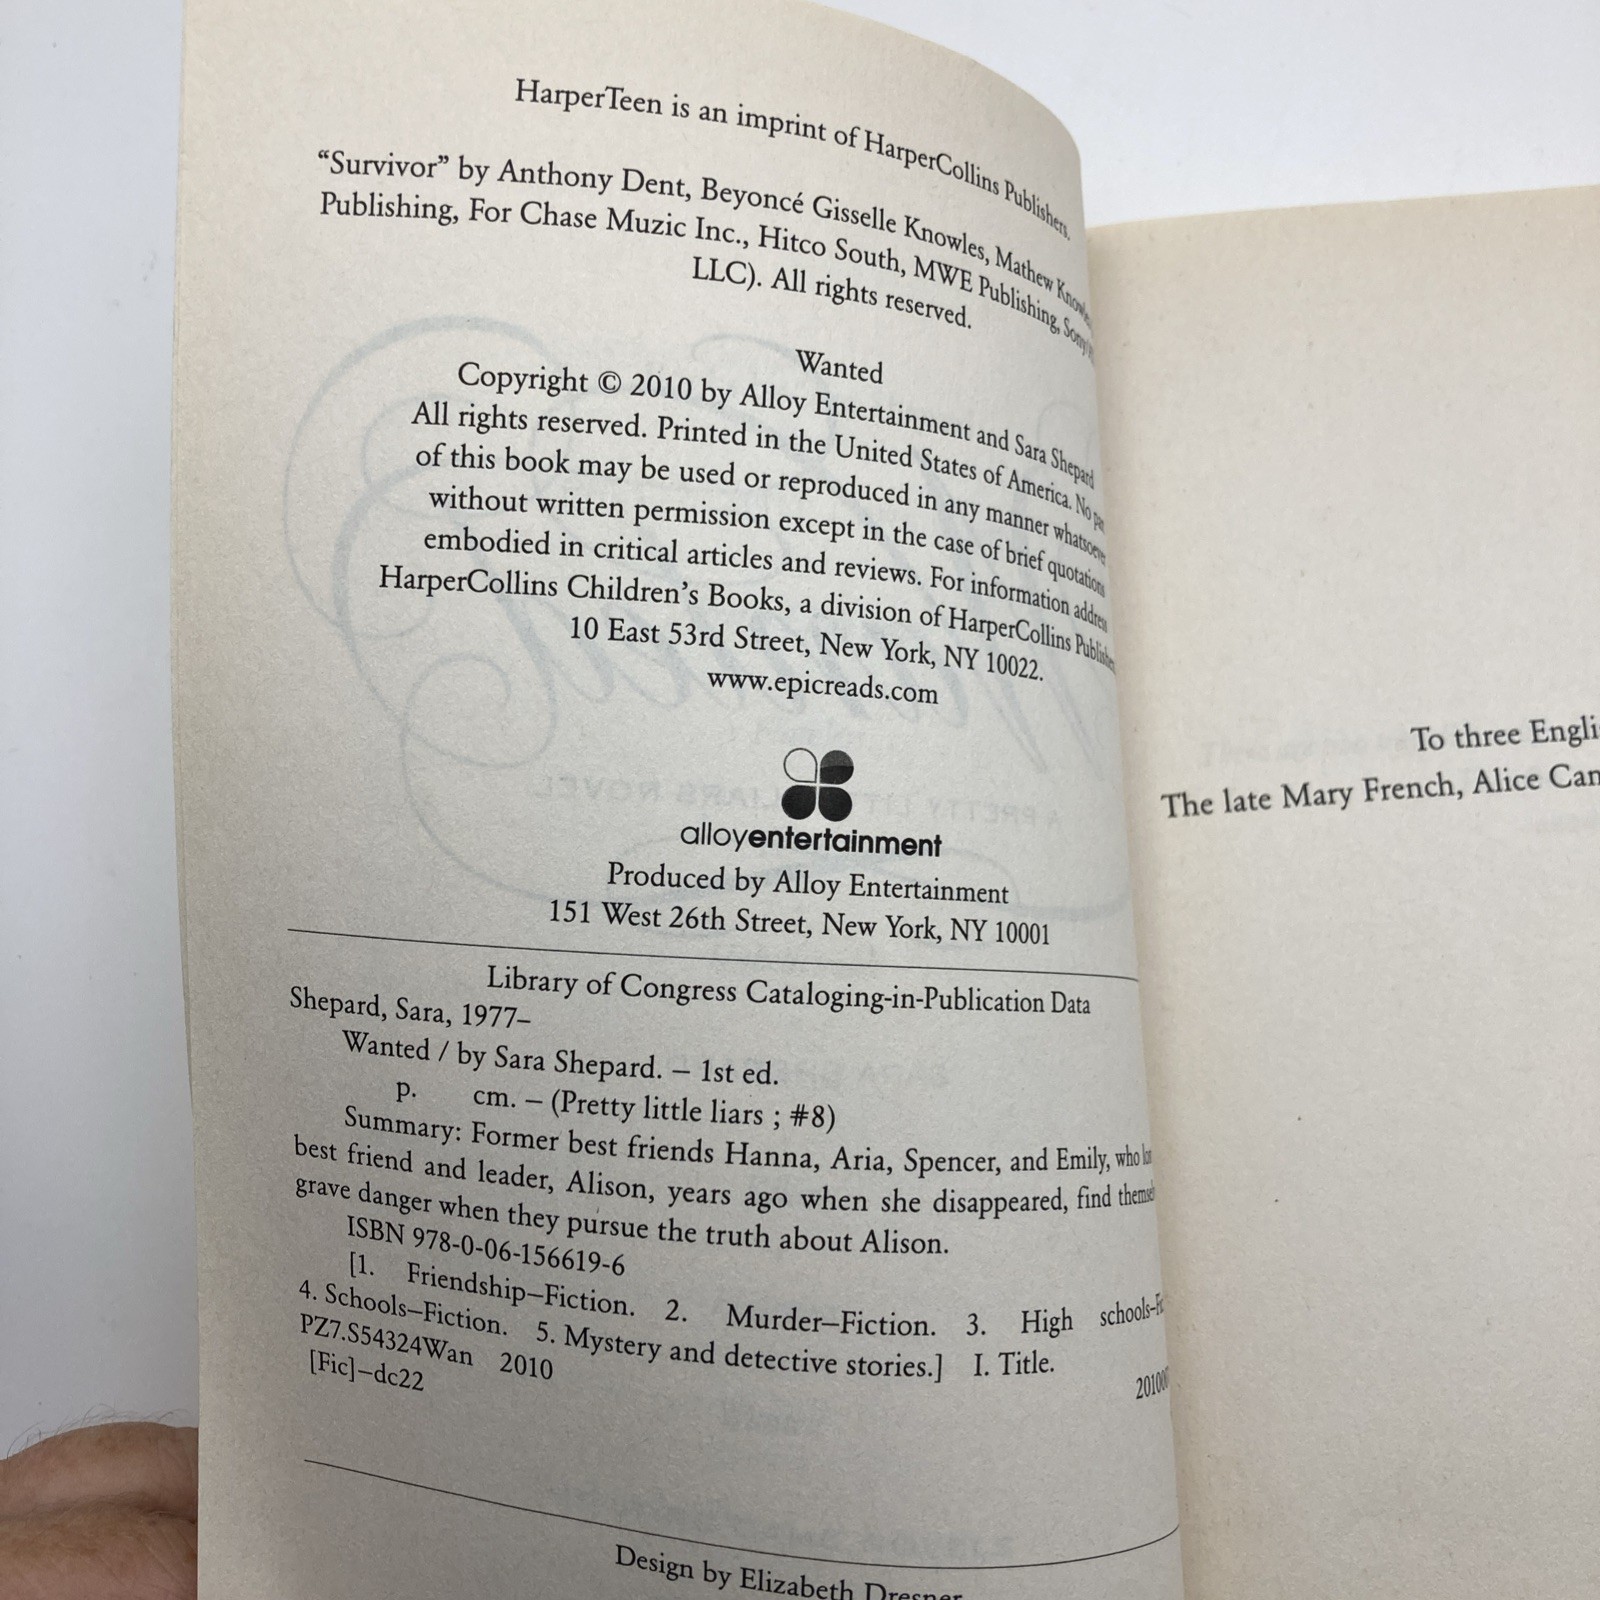 HarperTeen is an imprint of HarperCollins Publishers.
“Survivor” by Anthony Dent, Beyoncé Gisselle Knowles, Mathew
Publishing, For Chase Muzic Inc., Hitco South, MWE Publishing, Sony
LLC). All rights reserved.
Wanted
Copyright © 2010 by Alloy Entertainment and Sara Shepard
All rights reserved. Printed in the United States of America. No
of this book may be used or reproduced in any manner whatsoever
without written permission except in the case of brief quotations
embodied in critical articles and reviews. For information address
HarperCollins Children’s Books, a division of HarperCollins
10 East 53rd Street, New York, NY 10022.
www.epicreads.com
alloyentertainment
Produced by Alloy Entertainment
151 West 26th Street, New York, NY 10001
Library of Congress Cataloging-in-Publication Data
Shepard, Sara, 1977–
Wanted / by Sara Shepard. – 1st ed.
p. cm. – (Pretty little liars ; #8)
Summary: Former best friends Hanna, Aria, Spencer, and Emily, who
best friend and leader, Alison, years ago when she disappeared, find
grave danger when they pursue the truth about Alison.
ISBN 978-0-06-156619-6
[1. Friendship–Fiction. 2. Murder–Fiction. 3. High schools–
4. Schools–Fiction. 5. Mystery and detective stories.] I. Title.
PZ7.S54324Wan 2010
[Fic]–dc22
Design by Elizabeth Dresner
To three
The late Mary French, Alice